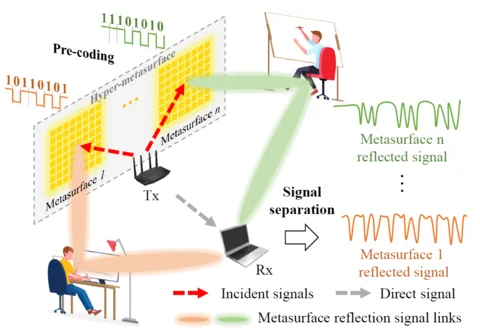 11101010
Pre-coding
10110101
Hyper-metasurface
Metasurface n
Metasurface 1
Tx
Rx
Signal
separation
Metasurface n
reflected signal
Metasurface 1
reflected signal
Incident signals
Direct signal
Metasurface reflection signal links